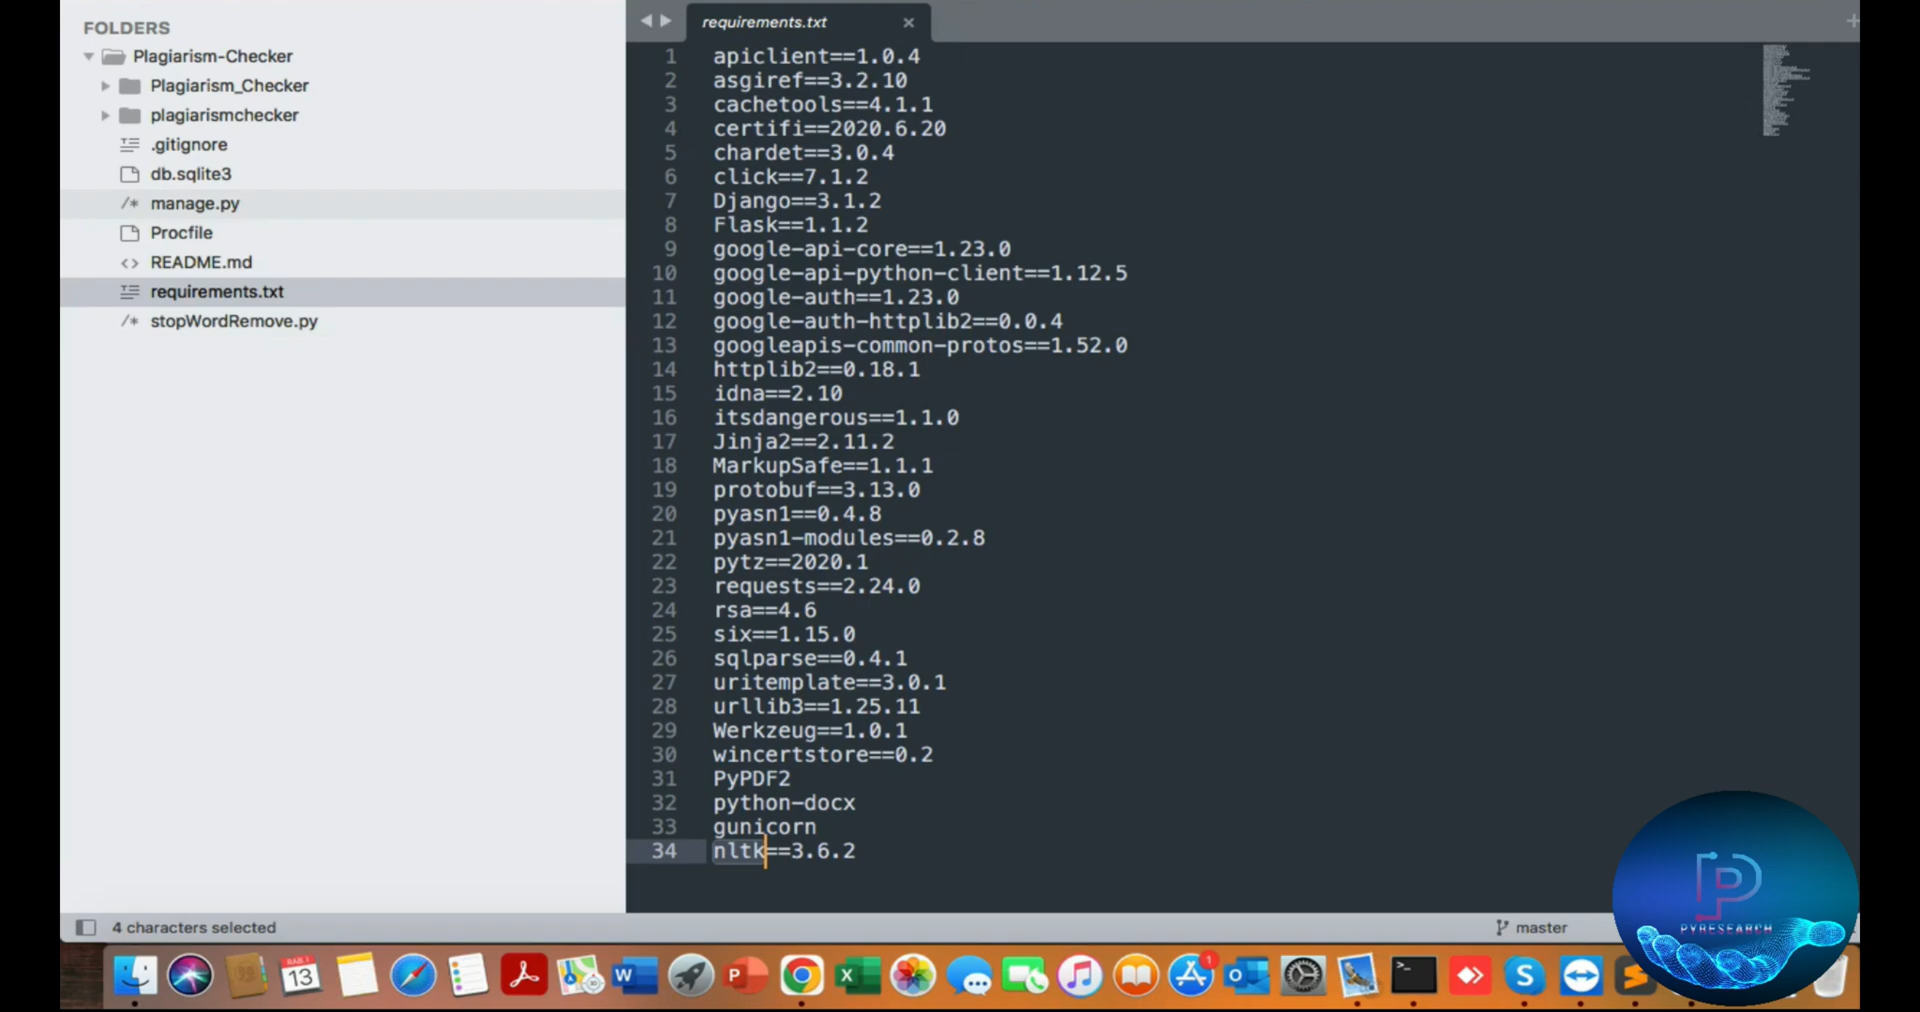 FOLDERS
Plagiarism-Checker
Plagiarism_Checker
plagiarismchecker
.gitignore
db.sqlite3
manage.py
Procfile
README.md
requirements.txt
stopWordRemove.py
requirements.txt
1 apiclient==1.0.4
2 asgiref==3.2.10
3 cachetools==4.1.1
4 certifi==2020.6.20
5 chardet==3.0.4
6 click==7.1.2
7 Django==3.1.2
8 Flask==1.1.2
9 google-api-core==1.23.0
10 google-api-python-client==1.12.5
11 google-auth==1.23.0
12 google-auth-httplib2==0.0.4
13 googleapis-common-protos==1.52.0
14 httplib2==0.18.1
15 idna==2.10
16 itsdangerous==1.1.0
17 Jinja2==2.11.2
18 MarkupSafe==1.1.1
19 protobuf==3.13.0
20 pyasn1==0.4.8
21 pyasn1-modules==0.2.8
22 pytz==2020.1
23 requests==2.24.0
24 rsa==4.6
25 six==1.15.0
26 sqlparse==0.4.1
27 uritemplate==3.0.1
28 urllib3==1.25.11
29 Werkzeug==1.0.1
30 wincertstore==0.2
31 PyPDF2
32 python-docx
33 gunicorn
34 nltk==3.6.2
4 characters selected
master
PYRESEARCH
13
W
P
X
1
O
S